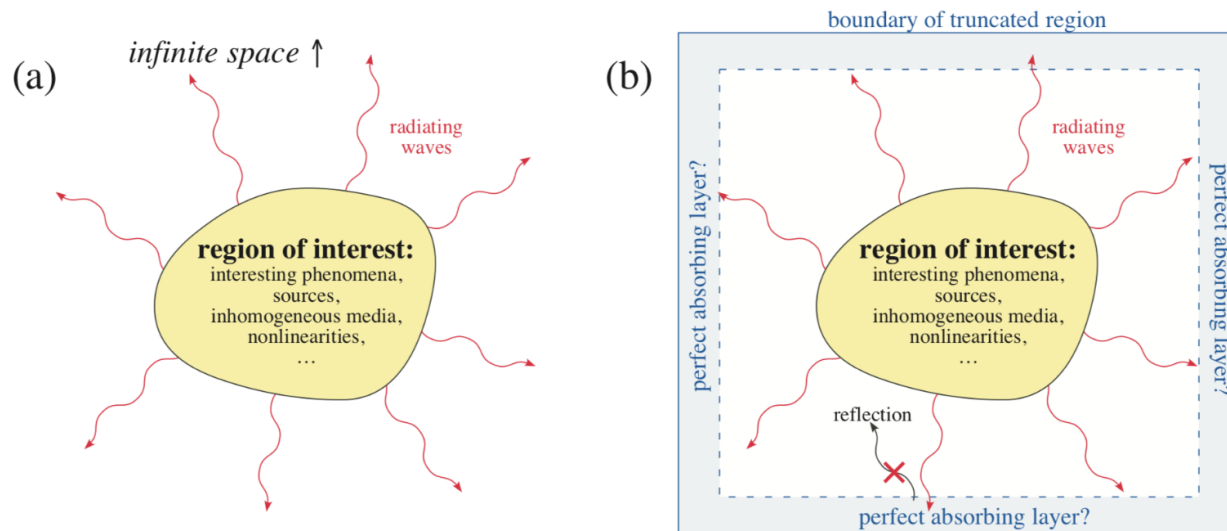 (a)
infinite space ↑
radiating
waves
region of interest:
interesting phenomena,
sources,
inhomogeneous media,
nonlinearities,
…
(b)
boundary of truncated region
perfect absorbing layer?
radiating
waves
region of interest:
interesting phenomena,
sources,
inhomogeneous media,
nonlinearities,
…
perfect absorbing layer?
reflection
perfect absorbing layer?